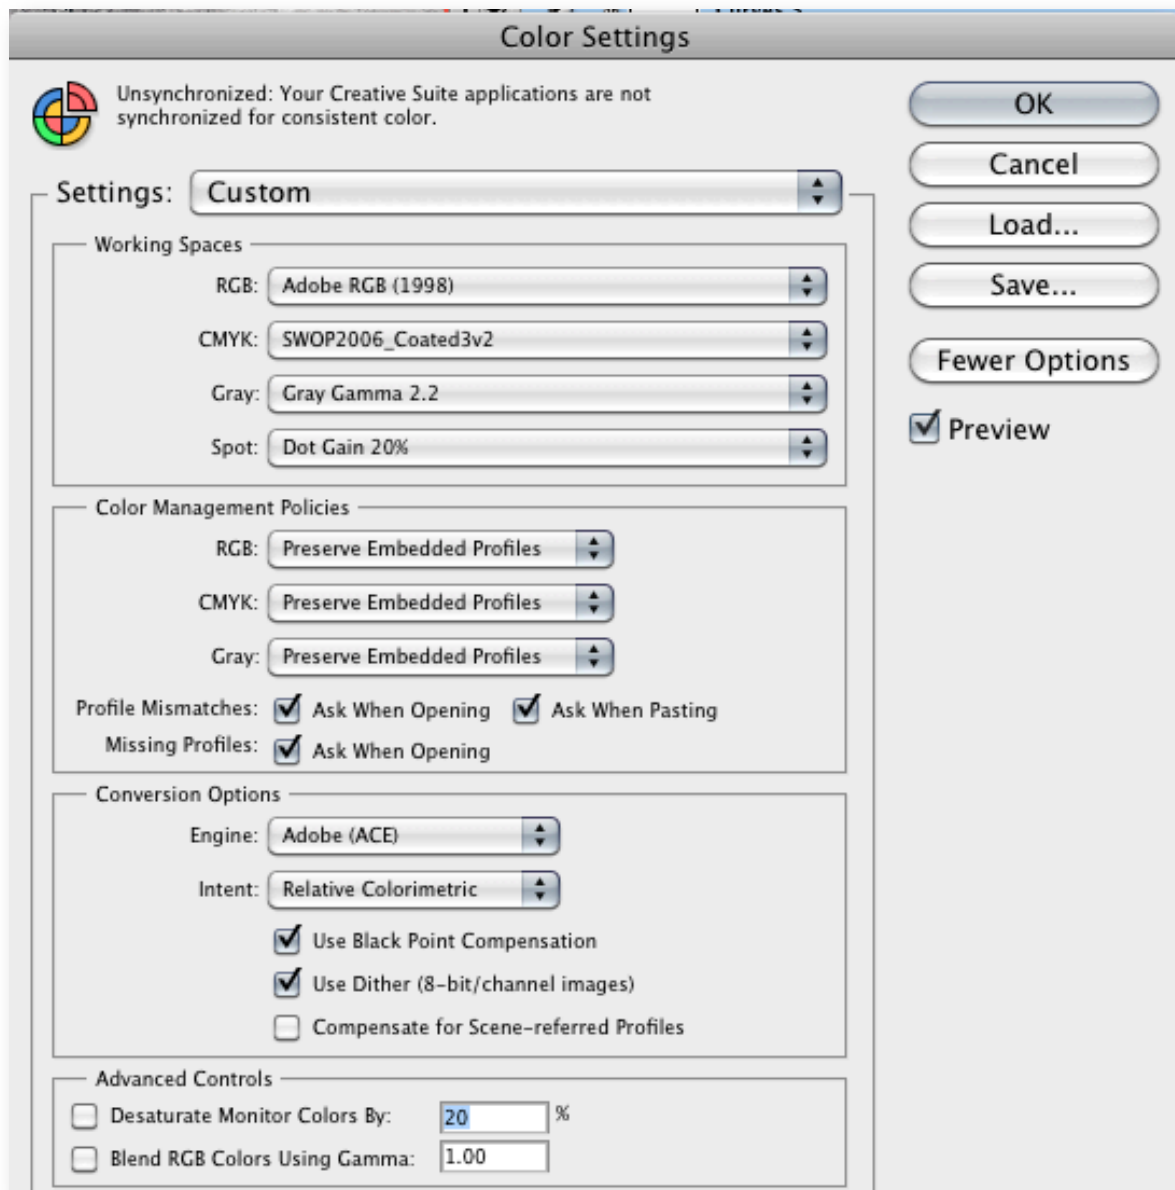 Color Settings
Unsynchronized: Your Creative Suite applications are not
synchronized for consistent color.
OK
Cancel
Load...
Save...
Fewer Options
Preview
Settings: Custom
Working Spaces
RGB: Adobe RGB (1998)
CMYK: SWOP2006_Coated3v2
Gray: Gray Gamma 2.2
Spot: Dot Gain 20%
Color Management Policies
RGB: Preserve Embedded Profiles
CMYK: Preserve Embedded Profiles
Gray: Preserve Embedded Profiles
Profile Mismatches: Ask When Opening Ask When Pasting
Missing Profiles: Ask When Opening
Conversion Options
Engine: Adobe (ACE)
Intent: Relative Colorimetric
Use Black Point Compensation
Use Dither (8-bit/channel images)
Compensate for Scene-referred Profiles
Advanced Controls
Desaturate Monitor Colors By: 20 %
Blend RGB Colors Using Gamma: 1.00